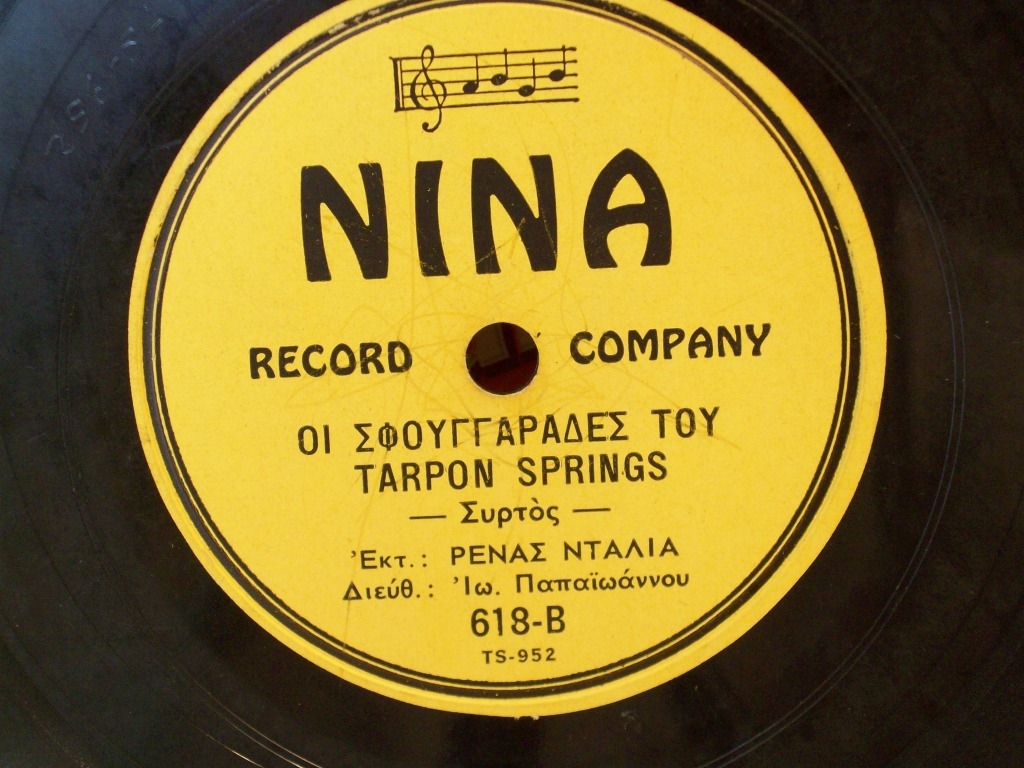 NINA
RECORD COMPANY
ΟΙ ΣΦΟΥΓΓΑΡΑΔΕΣ ΤΟΥ
TARPON SPRINGS
— Συρτὸς —
Ἐκτ.: ΡΕΝΑΣ ΝΤΑΛΙΑ
Διεύθ.: Ἰω. Παπαϊωάννου
618-B
TS-952